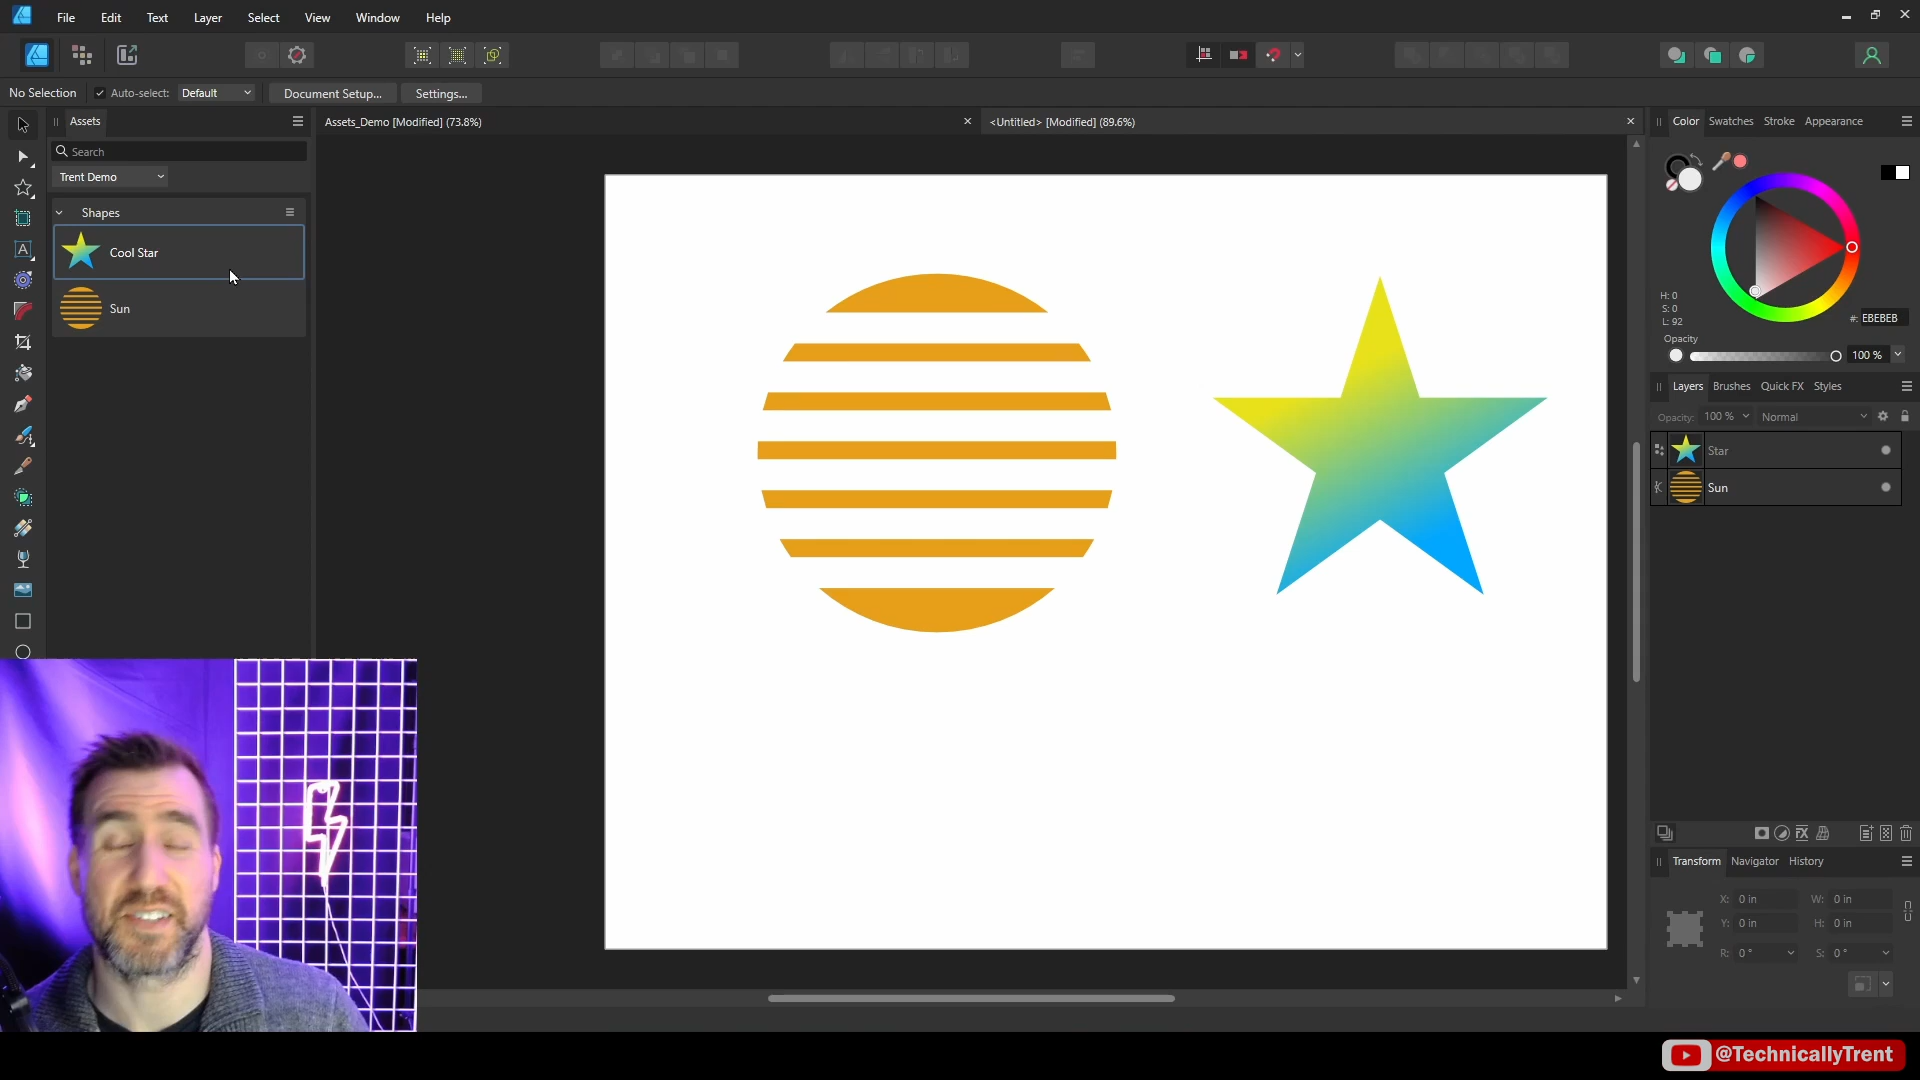 File Edit Text Layer Select View Window Help
No Selection Auto-select: Default Document Setup... Settings...
Assets
Search
Trent Demo
Shapes
Cool Star
Sun
Assets_Demo [Modified] (73.8%)
<Untitled> [Modified] (89.6%)
Color Swatches Stroke Appearance
H: 0
S: 0
L: 92
#: EBEBEB
Opacity
100 %
Layers Brushes Quick FX Styles
Opacity: 100 % Normal
Star
Sun
Transform Navigator History
X: 0 in W: 0 in
Y: 0 in H: 0 in
R: 0 ° S: 0 °
@TechnicallyTrent